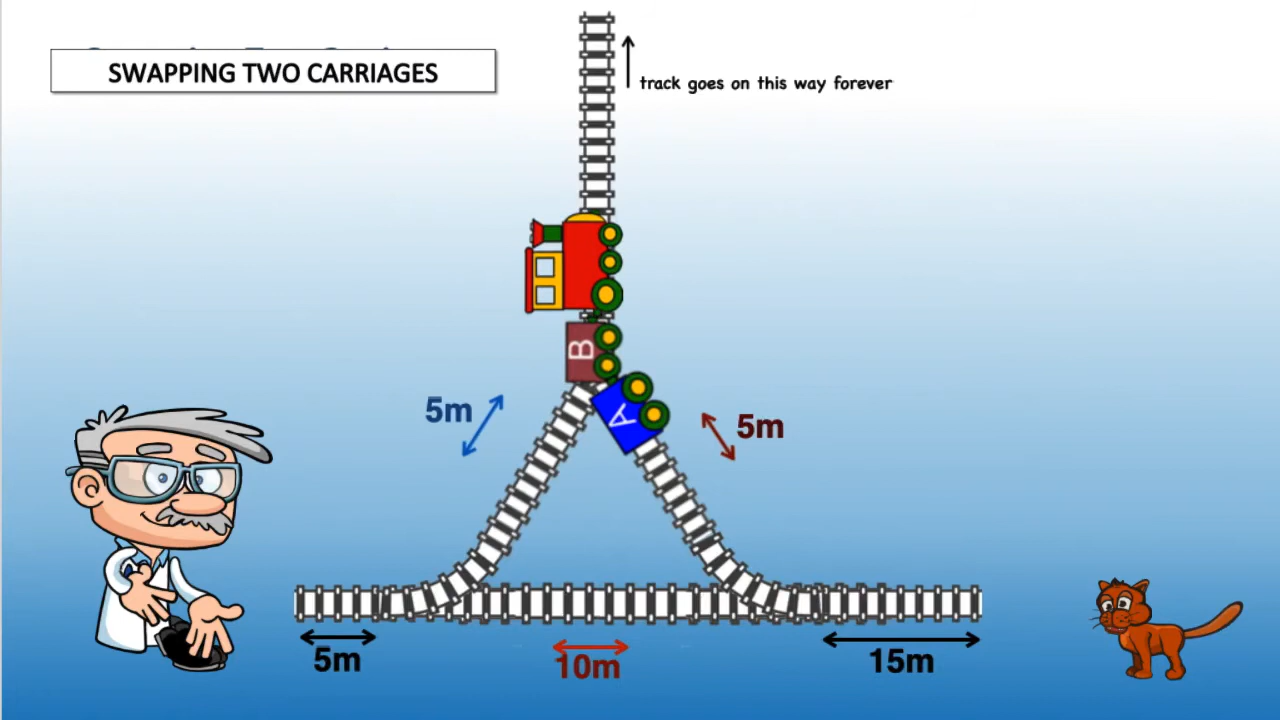 SWAPPING TWO CARRIAGES
track goes on this way forever
B
A
5m
5m
5m
10m
15m